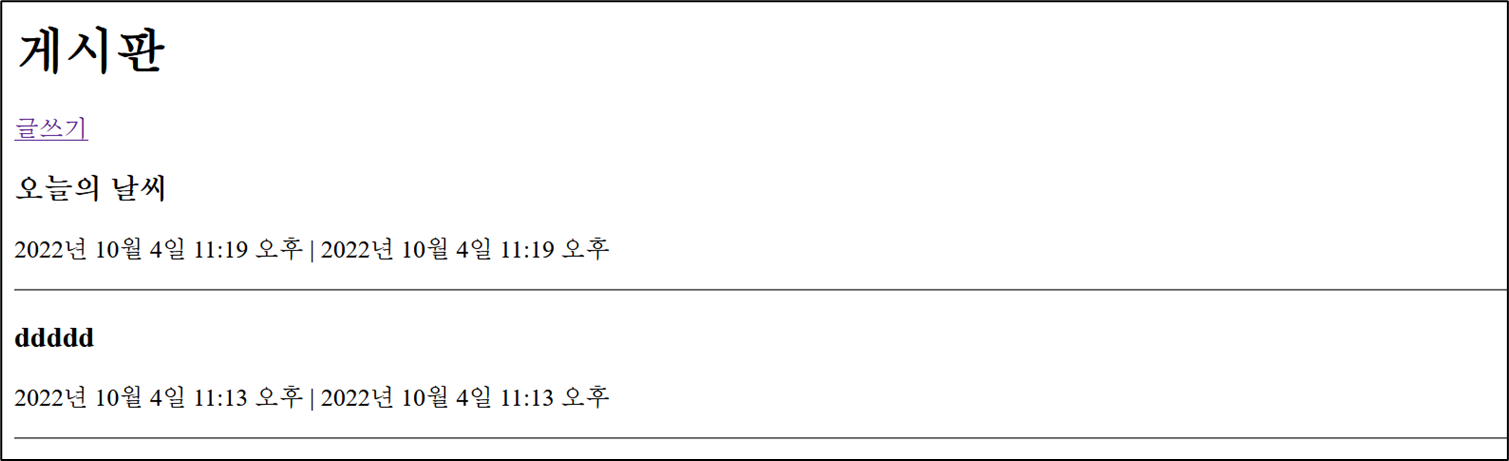 게시판
글쓰기
오늘의 날씨
2022년 10월 4일 11:19 오후 | 2022년 10월 4일 11:19 오후
ddddd
2022년 10월 4일 11:13 오후 | 2022년 10월 4일 11:13 오후